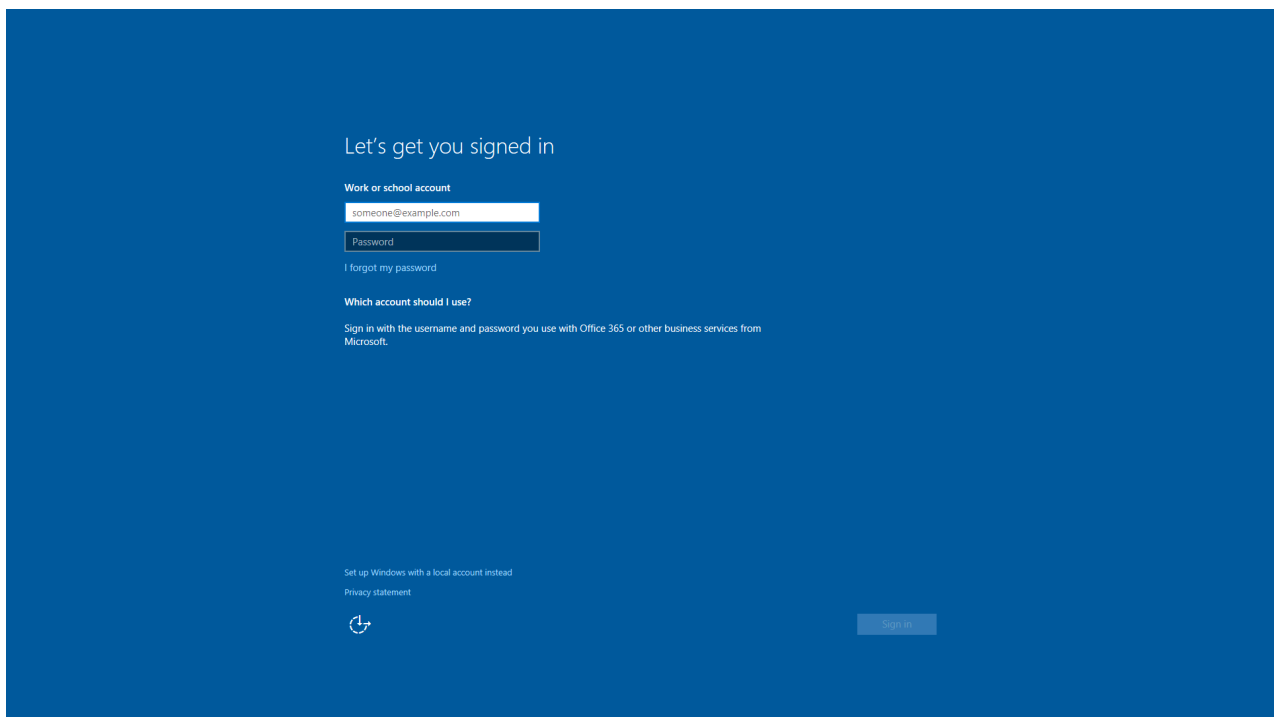 Let's get you signed in
Work or school account
someone@example.com
Password
I forgot my password
Which account should I use?
Sign in with the username and password you use with Office 365 or other business services from
Microsoft.
Set up Windows with a local account instead
Privacy statement
Sign in